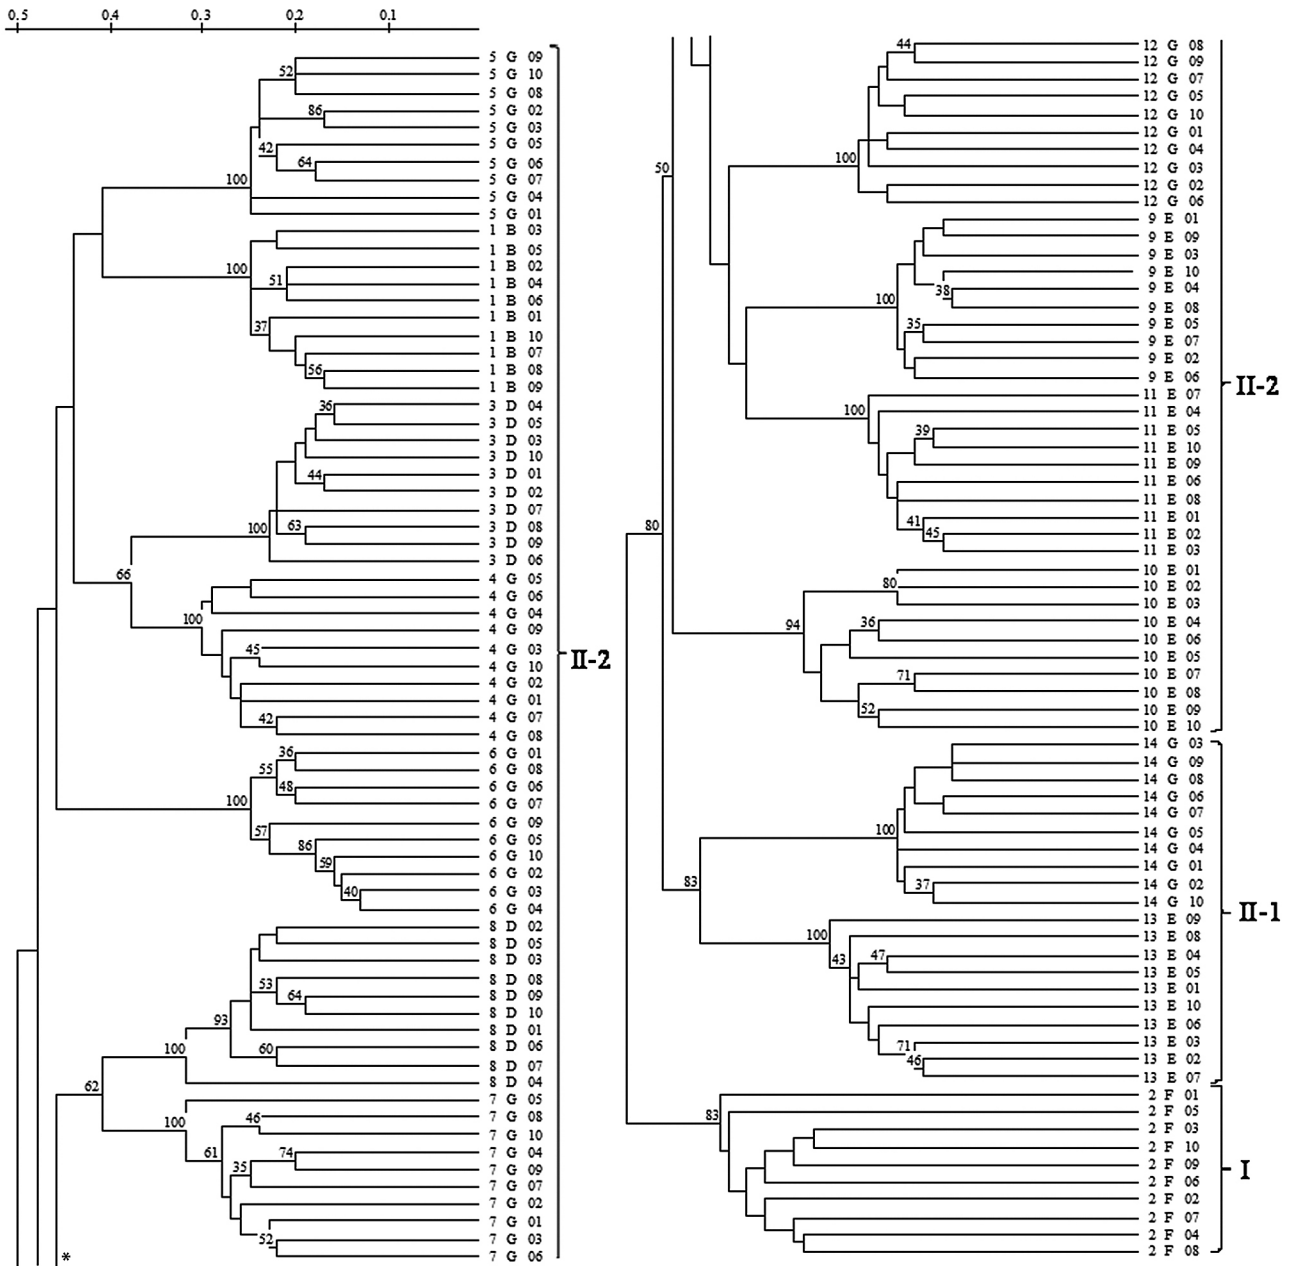 0.5 0.4 0.3 0.2 0.1
5 G 09
52
5 G 10
5 G 08
86
5 G 02
5 G 03
42
5 G 05
64
5 G 06
5 G 07
100
5 G 04
5 G 01
1 B 03
1 B 05
100
1 B 02
51
1 B 04
1 B 06
37
1 B 01
1 B 10
1 B 07
56
1 B 08
1 B 09
36
3 D 04
3 D 05
3 D 03
3 D 10
44
3 D 01
3 D 02
3 D 07
100
63
3 D 08
3 D 09
3 D 06
66
4 G 05
4 G 06
4 G 04
100
4 G 09
45
4 G 03
4 G 10
4 G 02
4 G 01
42
4 G 07
4 G 08
36
6 G 01
55
6 G 08
48
6 G 06
6 G 07
100
57
6 G 09
86
6 G 05
59
6 G 10
6 G 02
40
6 G 03
6 G 04
8 D 02
8 D 05
8 D 03
53
8 D 08
64
8 D 09
8 D 10
93
8 D 01
100
60
8 D 06
8 D 07
62
8 D 04
7 G 05
100
46
7 G 08
7 G 10
61
74
7 G 04
35
7 G 09
7 G 07
7 G 02
7 G 01
52
7 G 03
7 G 06
*
II-2
44
12 G 08
12 G 09
12 G 07
12 G 05
12 G 10
12 G 01
12 G 04
100
50
12 G 03
12 G 02
12 G 06
9 E 01
9 E 09
9 E 03
9 E 10
38
9 E 04
100
9 E 08
35
9 E 05
9 E 07
9 E 02
9 E 06
11 E 07
100
11 E 04
39
11 E 05
11 E 10
11 E 09
11 E 06
11 E 08
41
11 E 01
80
45
11 E 02
11 E 03
10 E 01
80
10 E 02
10 E 03
94
36
10 E 04
10 E 06
10 E 05
71
10 E 07
10 E 08
52
10 E 09
10 E 10
II-2
14 G 03
14 G 09
14 G 08
14 G 06
14 G 07
100
14 G 05
14 G 04
14 G 01
83
37
14 G 02
14 G 10
13 E 09
100
13 E 08
43
47
13 E 04
13 E 05
13 E 01
13 E 10
13 E 06
71
13 E 03
46
13 E 02
13 E 07
II-1
2 F 01
83
2 F 05
2 F 03
2 F 10
2 F 09
2 F 06
2 F 02
2 F 07
2 F 04
2 F 08
I